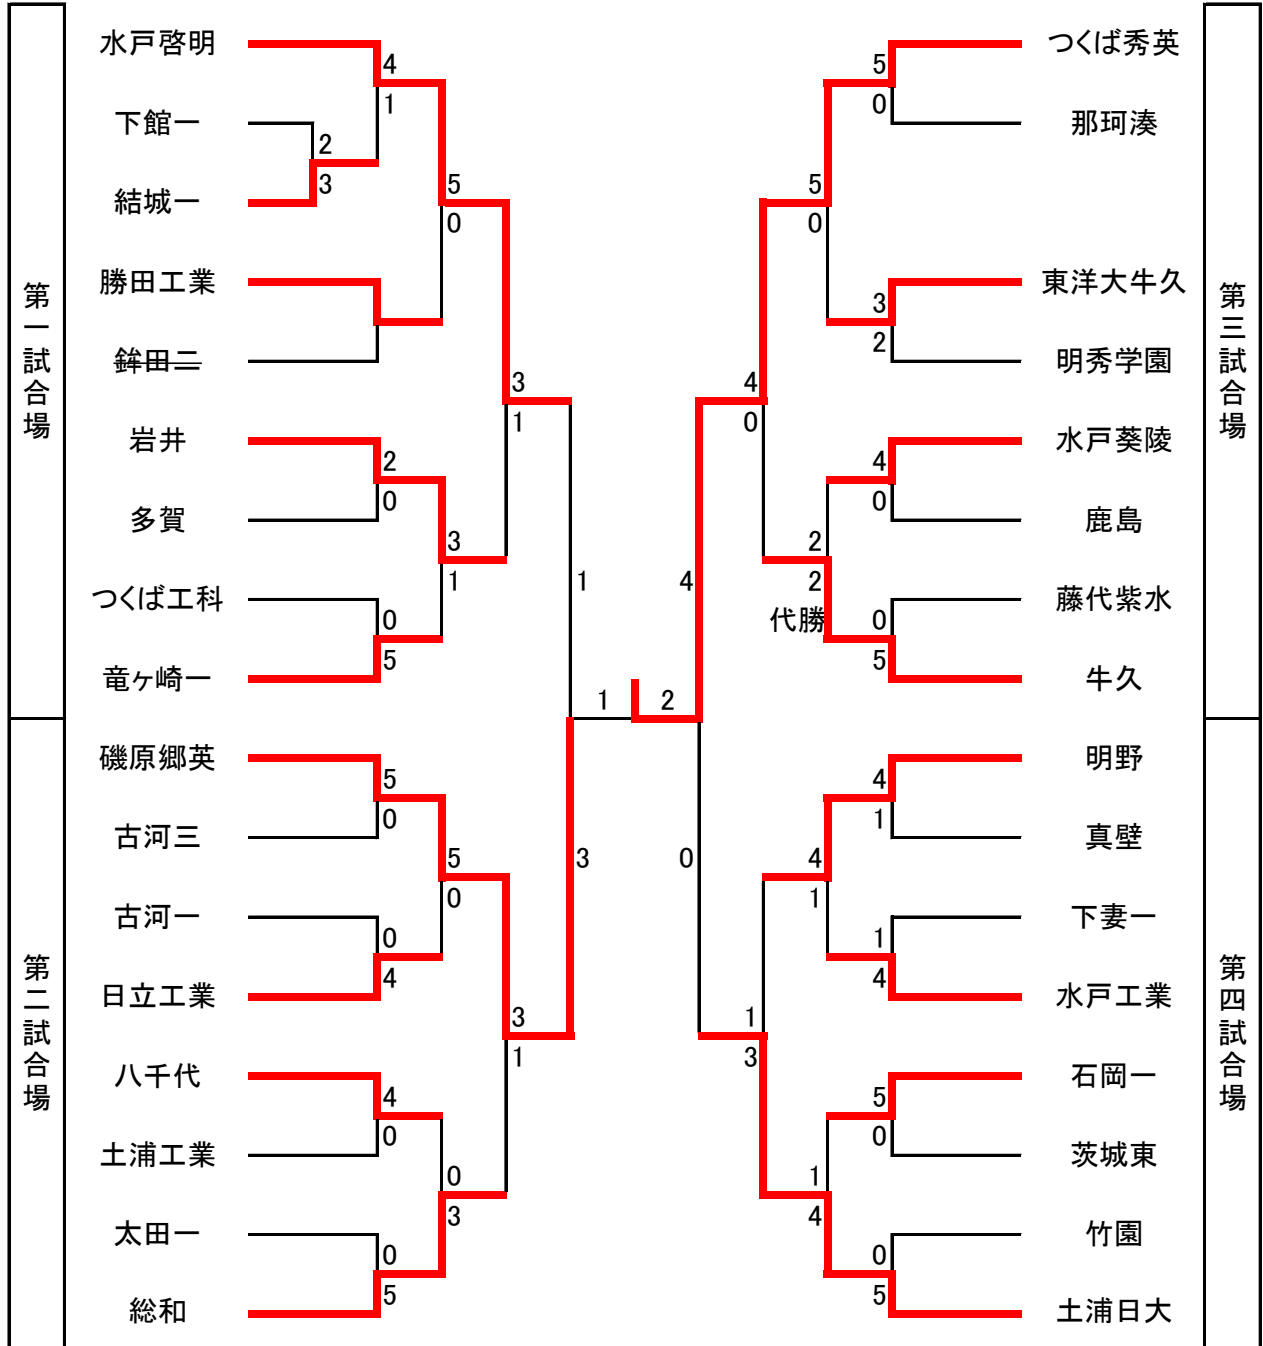 第一試合場
水戸啓明
下館一
結城一
勝田工業
鉾田二
岩井
多賀
つくば工科
竜ヶ崎一
第二試合場
磯原郷英
古河三
古河一
日立工業
八千代
土浦工業
太田一
総和
4
1
2
3
2
0
0
5
5
0
0
4
4
0
0
5
5
0
3
1
5
0
0
3
3
1
3
1
1
3
1
2
4
0
4
0
1
3
5
0
2
2
代勝
4
1
1
4
5
0
3
2
4
0
0
5
4
1
1
4
5
0
0
5
つくば秀英
那珂湊
東洋大牛久
明秀学園
水戸葵陵
鹿島
藤代紫水
牛久
第三試合場
明野
真壁
下妻一
水戸工業
石岡一
茨城東
竹園
土浦日大
第四試合場